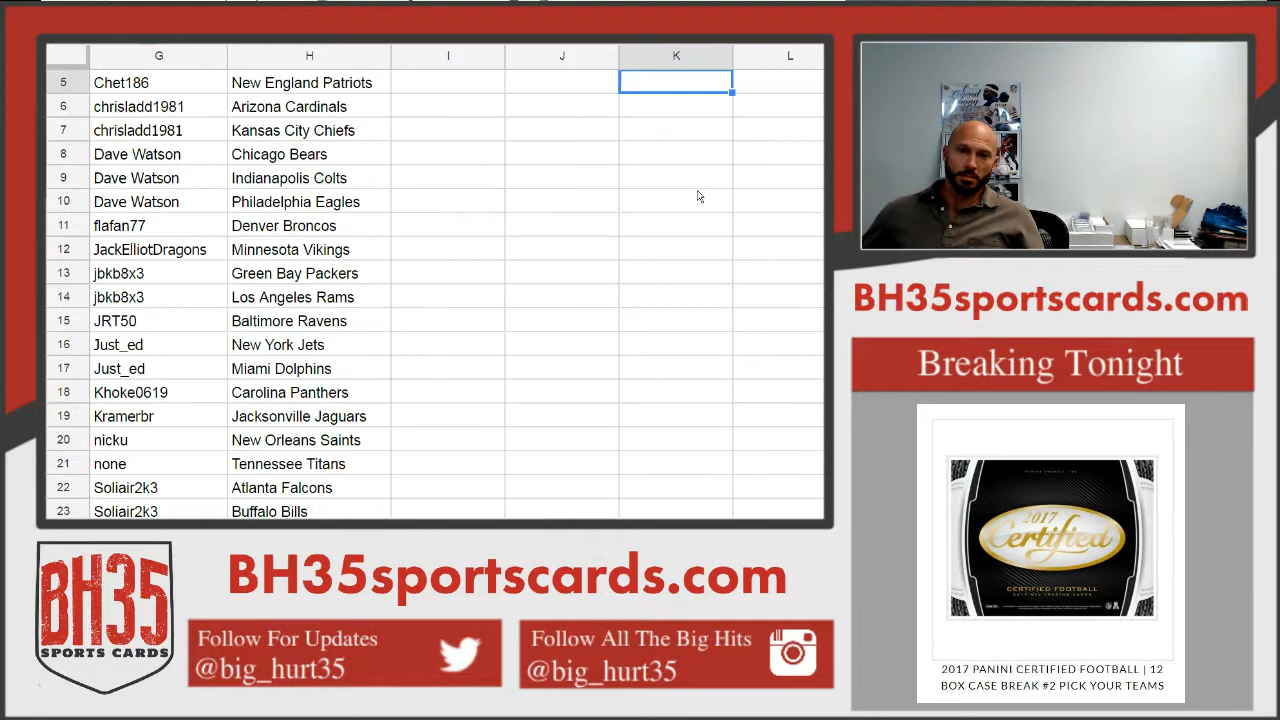 G H I J K L
5 Chet186 New England Patriots
6 chrisladd1981 Arizona Cardinals
7 chrisladd1981 Kansas City Chiefs
8 Dave Watson Chicago Bears
9 Dave Watson Indianapolis Colts
10 Dave Watson Philadelphia Eagles
11 flafan77 Denver Broncos
12 JackElliotDragons Minnesota Vikings
13 jbkb8x3 Green Bay Packers
14 jbkb8x3 Los Angeles Rams
15 JRT50 Baltimore Ravens
16 Just_ed New York Jets
17 Just_ed Miami Dolphins
18 Khoke0619 Carolina Panthers
19 Kramerbr Jacksonville Jaguars
20 nicku New Orleans Saints
21 none Tennessee Titans
22 Soliair2k3 Atlanta Falcons
23 Soliair2k3 Buffalo Bills
Legend
BH35sportscards.com
Breaking Tonight
2017
Certified
CERTIFIED FOOTBALL
2017 NFL TRADING CARDS
2017 PANINI CERTIFIED FOOTBALL | 12
BOX CASE BREAK #2 PICK YOUR TEAMS
BH35
SPORTS CARDS
BH35sportscards.com
Follow For Updates
@big_hurt35
Follow All The Big Hits
@big_hurt35